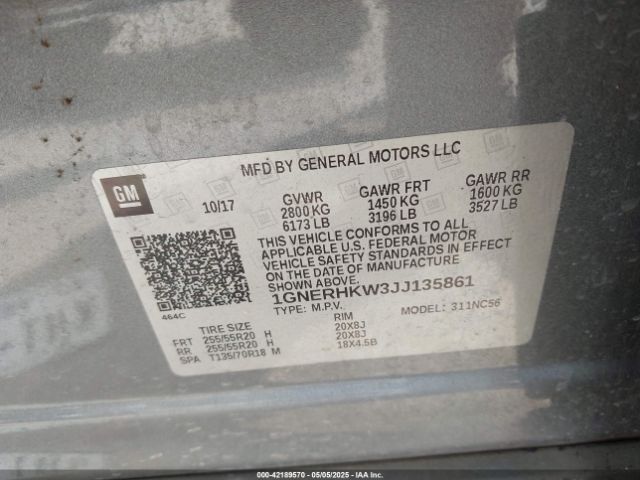 MFD BY GENERAL MOTORS LLC
GM
10/17
GVWR
2800 KG
6173 LB
GAWR FRT
1450 KG
3196 LB
GAWR RR
1600 KG
3527 LB
THIS VEHICLE CONFORMS TO ALL
APPLICABLE U.S. FEDERAL MOTOR
VEHICLE SAFETY STANDARDS IN EFFECT
ON THE DATE OF MANUFACTURE
SHOWN ABOVE.
1GNERHKW3JJ135861
TYPE: M.P.V.
MODEL: 311NC56
464C
TIRE SIZE RIM
FRT 255/55R20 H 20X8J
RR 255/55R20 H 20X8J
SPA T135/70R18 M 18X4.5B
000-42189570 - 05/05/2025 - IAAI.COM